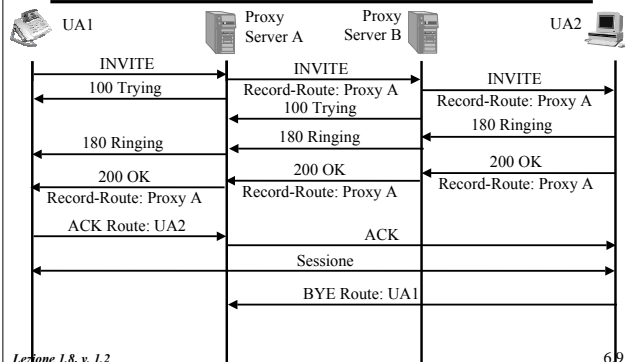 UA1
Proxy
Server A
Proxy
Server B
UA2
INVITE
INVITE
INVITE
100 Trying
Record-Route: Proxy A
Record-Route: Proxy A
100 Trying
180 Ringing
180 Ringing
180 Ringing
200 OK
200 OK
200 OK
Record-Route: Proxy A
Record-Route: Proxy A
Record-Route: Proxy A
ACK Route: UA2
ACK
Sessione
BYE Route: UA1
Lezione 1.8, v. 1.2
69